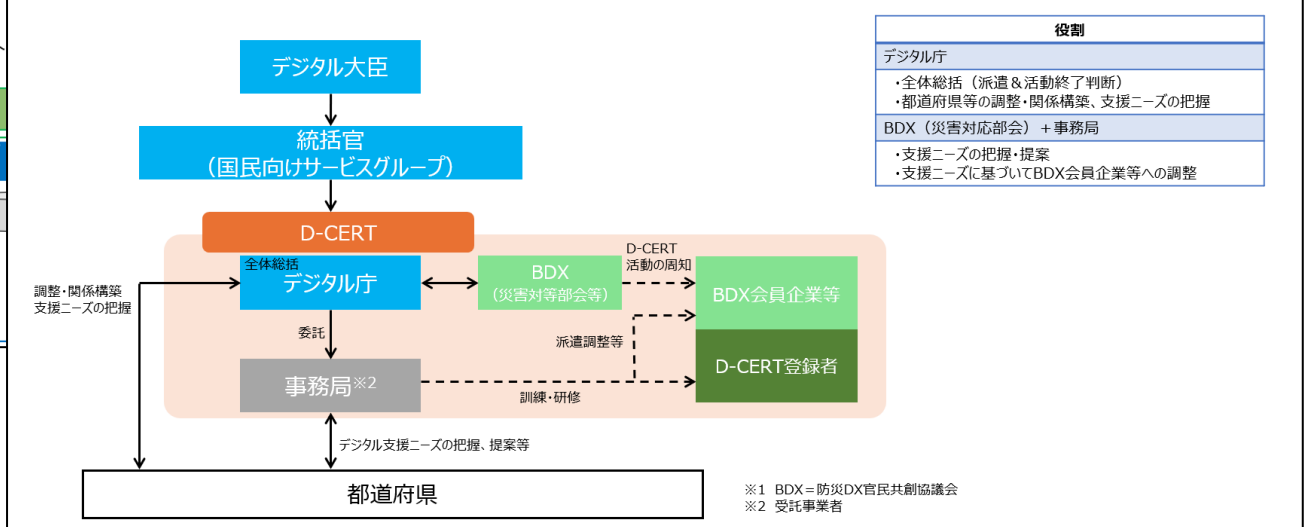 デジタル大臣
統括官
（国民向けサービスグループ）
D-CERT
全体総括
デジタル庁
BDX
（災害対等部会等）
D-CERT
活動の周知
BDX会員企業等
D-CERT登録者
調整・関係構築
支援ニーズの把握
委託
派遣調整等
事務局※2
訓練・研修
デジタル支援ニーズの把握、提案等
都道府県
※1 BDX＝防災DX官民共創協議会
※2 受託事業者
役割
デジタル庁
・全体総括（派遣＆活動終了判断）
・都道府県等の調整・関係構築、支援ニーズの把握
BDX（災害対応部会）＋事務局
・支援ニーズの把握・提案
・支援ニーズに基づいてBDX会員企業等への調整